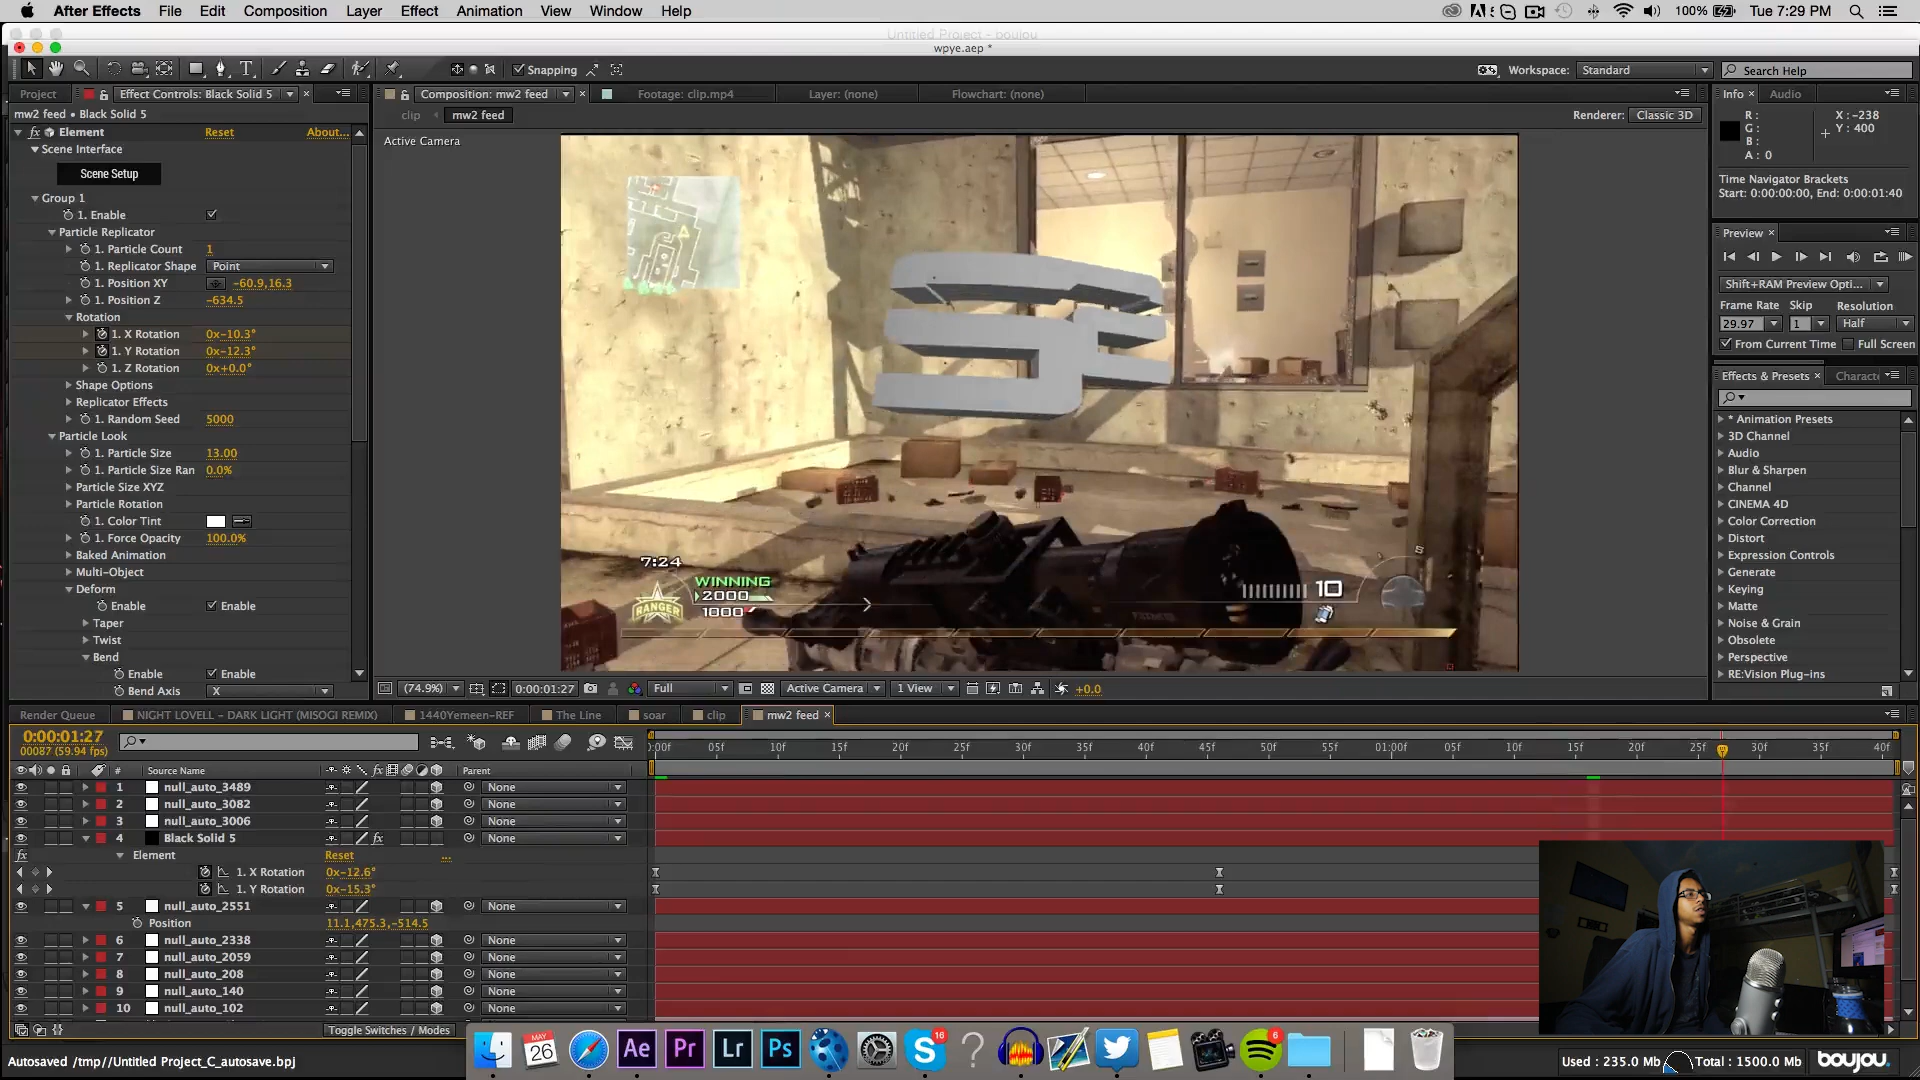 After Effects File Edit Composition Layer Effect Animation View Window Help 100% Tue 7:29 PM
Untitled Project - boujou
wpye.aep *
Snapping Workspace: Standard Search Help
Project Effect Controls: Black Solid 5 Composition: mw2 feed Footage: clip.mp4 Layer: (none) Flowchart: (none) Info Audio
mw2 feed • Black Solid 5
clip mw2 feed Renderer: Classic 3D
Active Camera
R : X : -238
G : Y : 400
B :
A : 0
Time Navigator Brackets
Start: 0:00:00:00, End: 0:00:01:40
Element Reset About...
Scene Interface
Scene Setup
Group 1
1. Enable
Particle Replicator
1. Particle Count 1
1. Replicator Shape Point
1. Position XY -60.9,16.3
1. Position Z -634.5
Rotation
1. X Rotation 0x-10.3°
1. Y Rotation 0x-12.3°
1. Z Rotation 0x+0.0°
Shape Options
Replicator Effects
1. Random Seed 5000
Particle Look
1. Particle Size 13.00
1. Particle Size Ran 0.0%
Particle Size XYZ
Particle Rotation
1. Color Tint
1. Force Opacity 100.0%
Baked Animation
Multi-Object
Deform
Enable Enable
Taper
Twist
Bend
Enable Enable
Bend Axis X
7:24
WINNING
2000
1000
RANGER
10
S
Preview
Shift+RAM Preview Opti...
Frame Rate Skip Resolution
29.97 1 Half
From Current Time Full Screen
Effects & Presets Characte
* Animation Presets
3D Channel
Audio
Blur & Sharpen
Channel
CINEMA 4D
Color Correction
Distort
Expression Controls
Generate
Keying
Matte
Noise & Grain
Obsolete
Perspective
RE:Vision Plug-ins
(74.9%) 0:00:01:27 Full Active Camera 1 View +0.0
Render Queue NIGHT LOVELL - DARK LIGHT (MISOGI REMIX) 1440Yemeen-REF The Line soar clip mw2 feed
0:00:01:27
00087 (59.94 fps)
0:00f 05f 10f 15f 20f 25f 30f 35f 40f 45f 50f 55f 01:00f 05f 10f 15f 20f 25f 30f 35f 40f
# Source Name fx Parent
1 null_auto_3489 None
2 null_auto_3082 None
3 null_auto_3006 None
4 Black Solid 5 fx None
fx Element Reset ...
1. X Rotation 0x-12.6°
1. Y Rotation 0x-15.3°
5 null_auto_2551 None
Position 11.1,475.3,-514.5
6 null_auto_2338 None
7 null_auto_2059 None
8 null_auto_208 None
9 null_auto_140 None
10 null_auto_102 None
Toggle Switches / Modes
MAY 26 Ae Pr Lr Ps S 16 ? 6
Autosaved /tmp//Untitled Project_C_autosave.bpj
Used : 235.0 Mb Total : 1500.0 Mb boujou